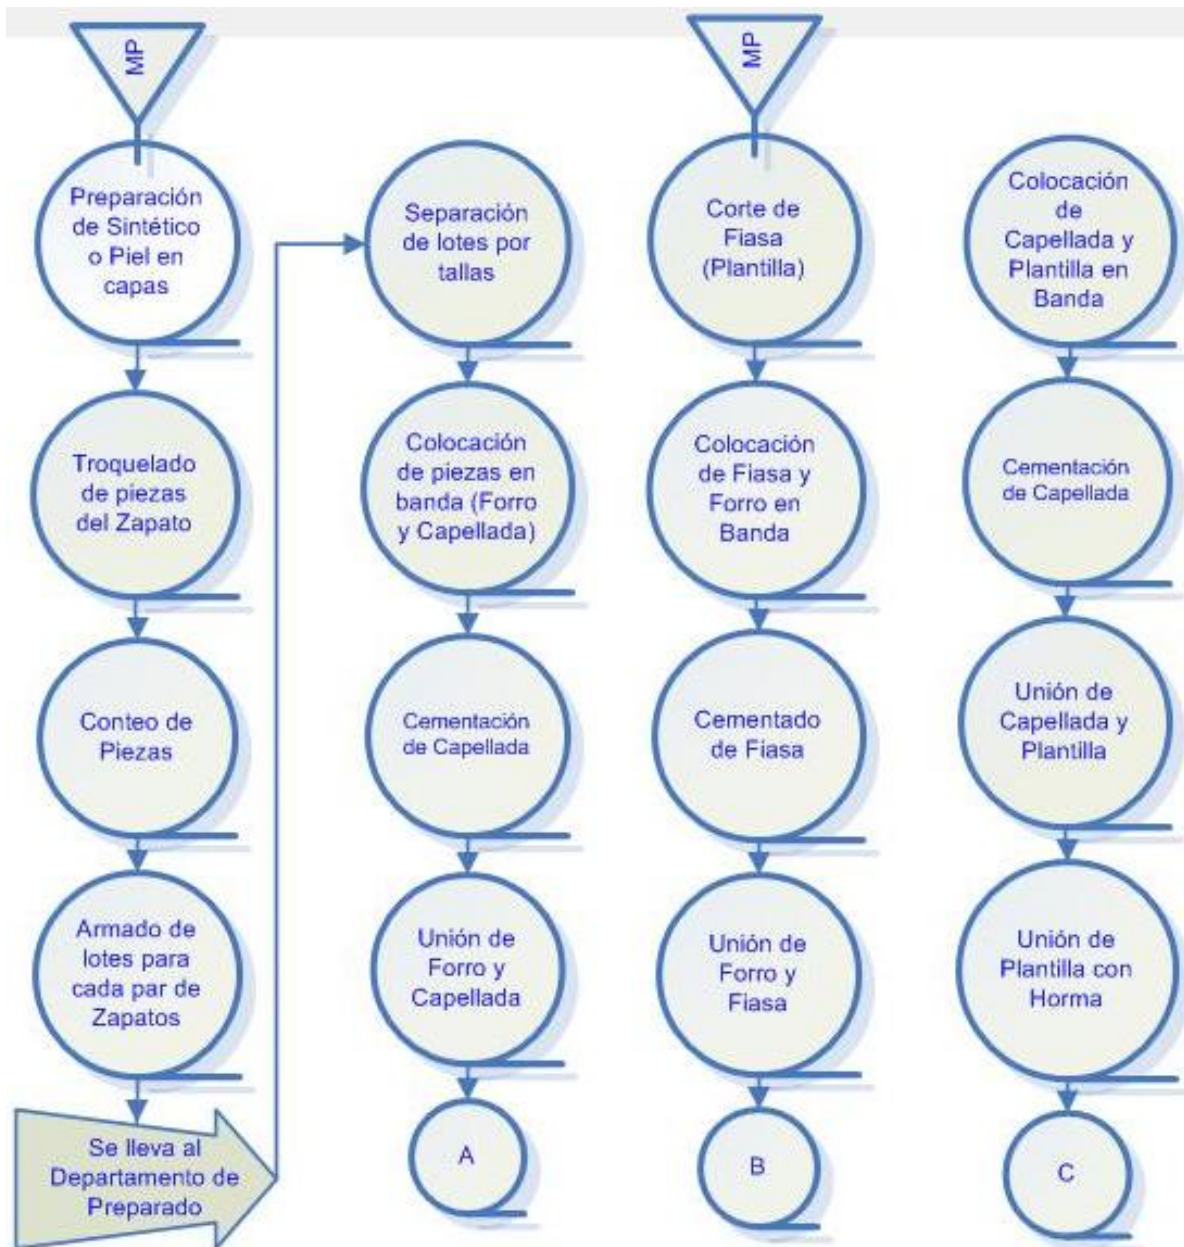 MP
Preparación
de Sintético
o Piel en
capas
Troquelado
de piezas
del Zapato
Conteo de
Piezas
Armado de
lotes para
cada par de
Zapatos
Se lleva al
Departamento de
Preparado
Separación
de lotes por
tallas
Colocación
de piezas en
banda (Forro
y Capellada)
Cementación
de Capellada
Unión de
Forro y
Capellada
A
MP
Corte de
Fiasa
(Plantilla)
Colocación
de Fiasa y
Forro en
Banda
Cementado
de Fiasa
Unión de
Forro y
Fiasa
B
Colocación
de
Capellada y
Plantilla en
Banda
Cementación
de Capellada
Unión de
Capellada y
Plantilla
Unión de
Plantilla con
Horma
C